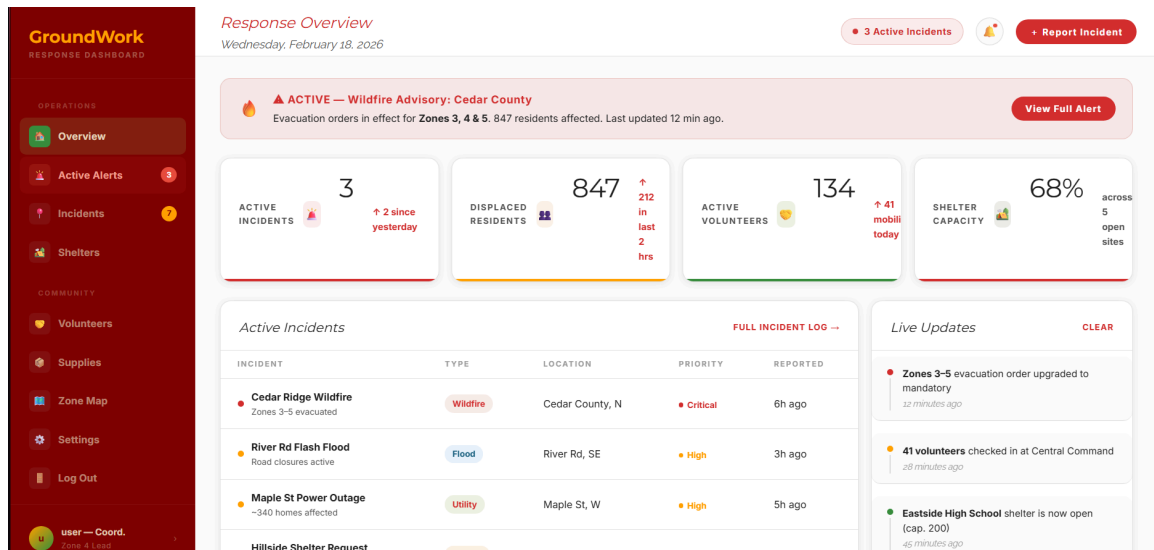 GroundWork
RESPONSE DASHBOARD
OPERATIONS
Overview
Active Alerts
3
Incidents
7
Shelters
COMMUNITY
Volunteers
Supplies
Zone Map
Settings
Log Out
u
user — Coord.
Zone 4 Lead
›
Response Overview
Wednesday, February 18, 2026
3 Active Incidents
+ Report Incident
ACTIVE — Wildfire Advisory: Cedar County
Evacuation orders in effect for Zones 3, 4 & 5. 847 residents affected. Last updated 12 min ago.
View Full Alert
ACTIVE
INCIDENTS
3
↑ 2 since
yesterday
DISPLACED
RESIDENTS
847
↑
212
in
last
2
hrs
ACTIVE
VOLUNTEERS
134
↑ 41
mobili
today
SHELTER
CAPACITY
68%
across
5
open
sites
Active Incidents
FULL INCIDENT LOG →
INCIDENT TYPE LOCATION PRIORITY REPORTED
Cedar Ridge Wildfire
Zones 3–5 evacuated
Wildfire
Cedar County, N
Critical
6h ago
River Rd Flash Flood
Road closures active
Flood
River Rd, SE
High
3h ago
Maple St Power Outage
~340 homes affected
Utility
Maple St, W
High
5h ago
Hillside Shelter Request
Live Updates
CLEAR
Zones 3–5 evacuation order upgraded to
mandatory
12 minutes ago
41 volunteers checked in at Central Command
28 minutes ago
Eastside High School shelter is now open
(cap. 200)
45 minutes ago